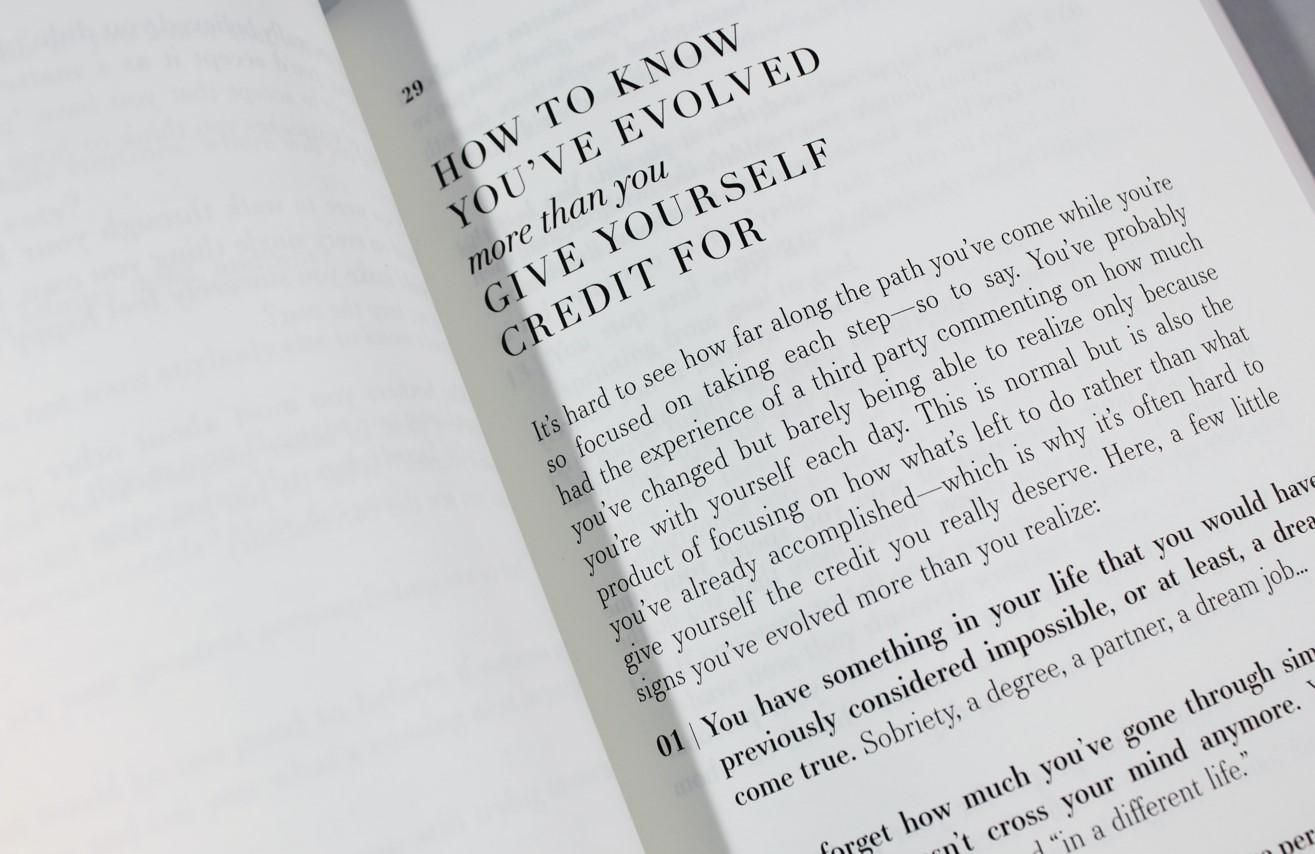 29
HOW TO KNOW
YOU’VE EVOLVED
more than you
GIVE YOURSELF
CREDIT FOR
It’s hard to see how far along the path you’ve come while you’re
so focused on taking each step—so to say. You’ve probably
had the experience of a third party commenting on how much
you’ve changed but barely being able to realize only because
you’re with yourself each day. This is normal but is also the
product of focusing on how what’s left to do rather than what
you’ve already accomplished—which is why it’s often hard to
give yourself the credit you really deserve. Here, a few little
signs you’ve evolved more than you realize:
01 | You have something in your life that you would have
previously considered impossible, or at least, a
come true. Sobriety, a degree, a partner, a dream job...
forget how much you’ve gone through
cross your mind anymore.
“in a different life.”